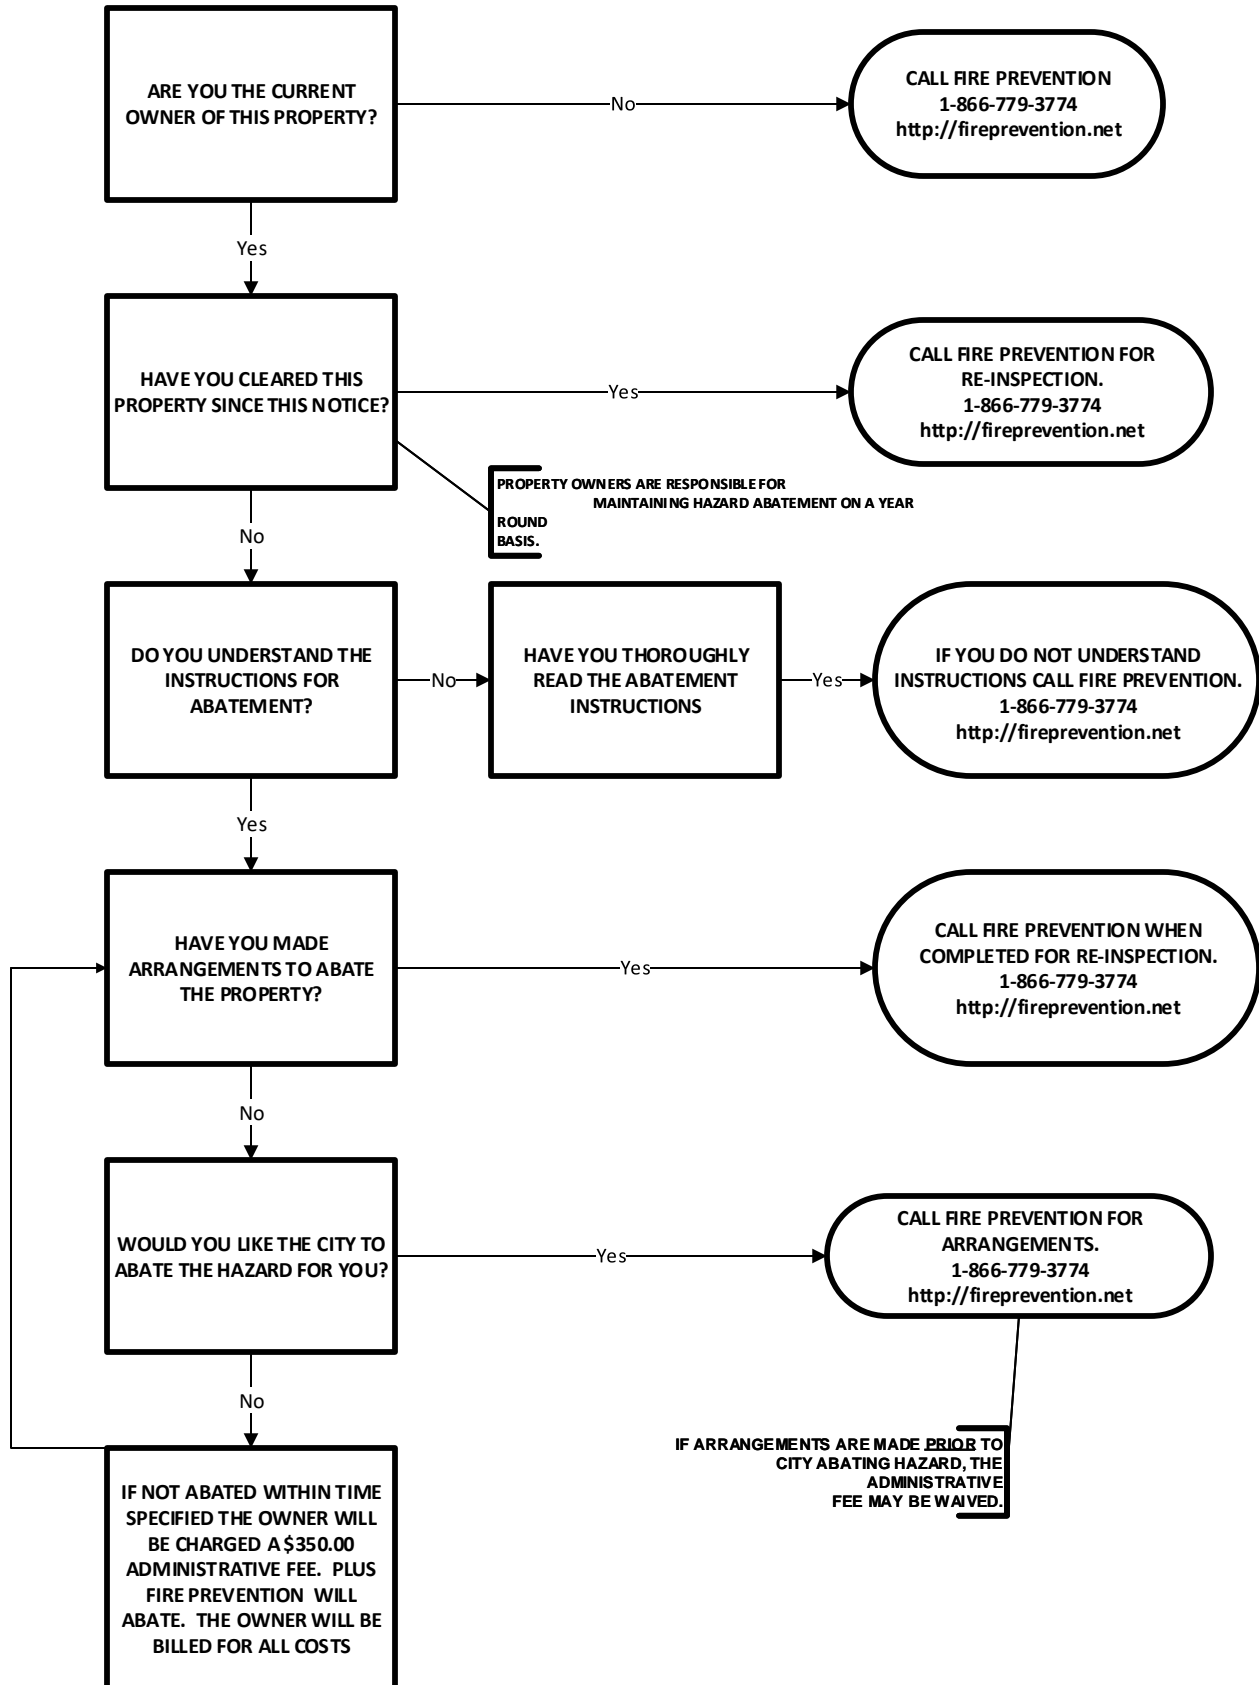 ARE YOU THE CURRENT
OWNER OF THIS PROPERTY?
No
CALL FIRE PREVENTION
1-866-779-3774
http://fireprevention.net
Yes
HAVE YOU CLEARED THIS
PROPERTY SINCE THIS NOTICE?
Yes
CALL FIRE PREVENTION FOR
RE-INSPECTION.
1-866-779-3774
http://fireprevention.net
PROPERTY OWNERS ARE RESPONSIBLE FOR
MAINTAINING HAZARD ABATEMENT ON A YEAR
ROUND
BASIS.
No
DO YOU UNDERSTAND THE
INSTRUCTIONS FOR
ABATEMENT?
No
HAVE YOU THOROUGHLY
READ THE ABATEMENT
INSTRUCTIONS
Yes
IF YOU DO NOT UNDERSTAND
INSTRUCTIONS CALL FIRE PREVENTION.
1-866-779-3774
http://fireprevention.net
Yes
HAVE YOU MADE
ARRANGEMENTS TO ABATE
THE PROPERTY?
Yes
CALL FIRE PREVENTION WHEN
COMPLETED FOR RE-INSPECTION.
1-866-779-3774
http://fireprevention.net
No
WOULD YOU LIKE THE CITY TO
ABATE THE HAZARD FOR YOU?
Yes
CALL FIRE PREVENTION FOR
ARRANGEMENTS.
1-866-779-3774
http://fireprevention.net
No
IF ARRANGEMENTS ARE MADE PRIOR TO
CITY ABATING HAZARD, THE
ADMINISTRATIVE
FEE MAY BE WAIVED.
IF NOT ABATED WITHIN TIME
SPECIFIED THE OWNER WILL
BE CHARGED A $350.00
ADMINISTRATIVE FEE. PLUS
FIRE PREVENTION WILL
ABATE. THE OWNER WILL BE
BILLED FOR ALL COSTS